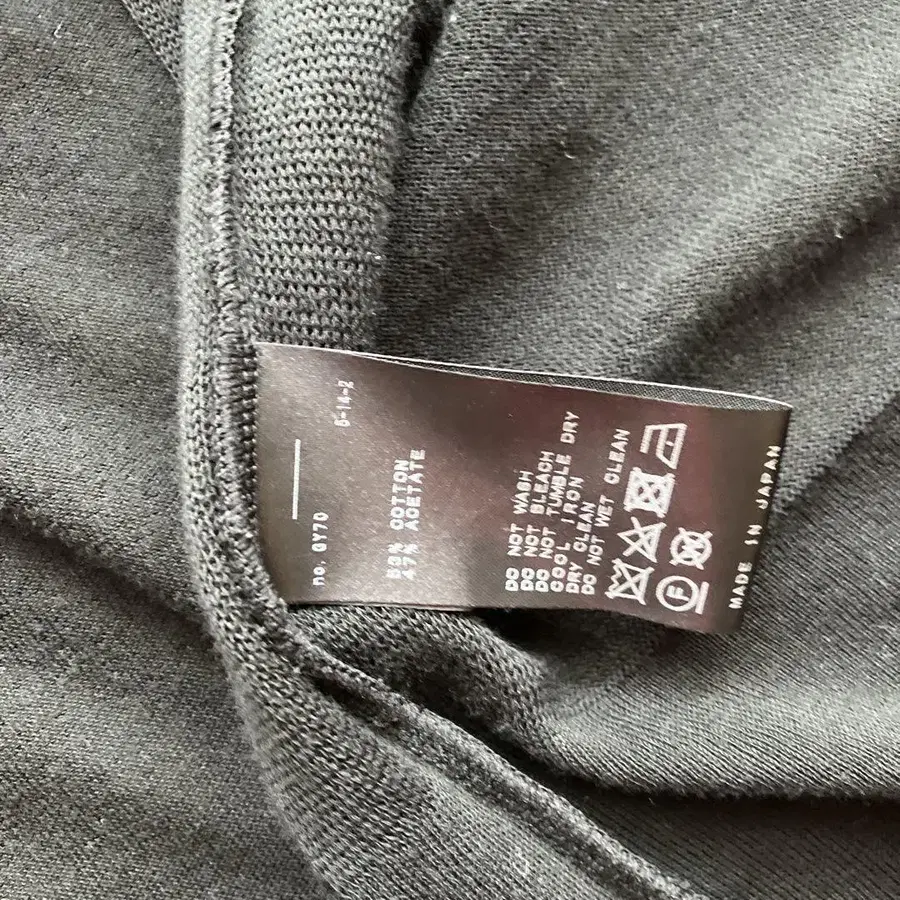 no. GY70
5-14-2
53% COTTON
47% ACETATE
DO NOT WASH
DO NOT BLEACH
DO NOT TUMBLE DRY
COOL IRON
DRY CLEAN
DO NOT WET CLEAN
F
MADE IN JAPAN